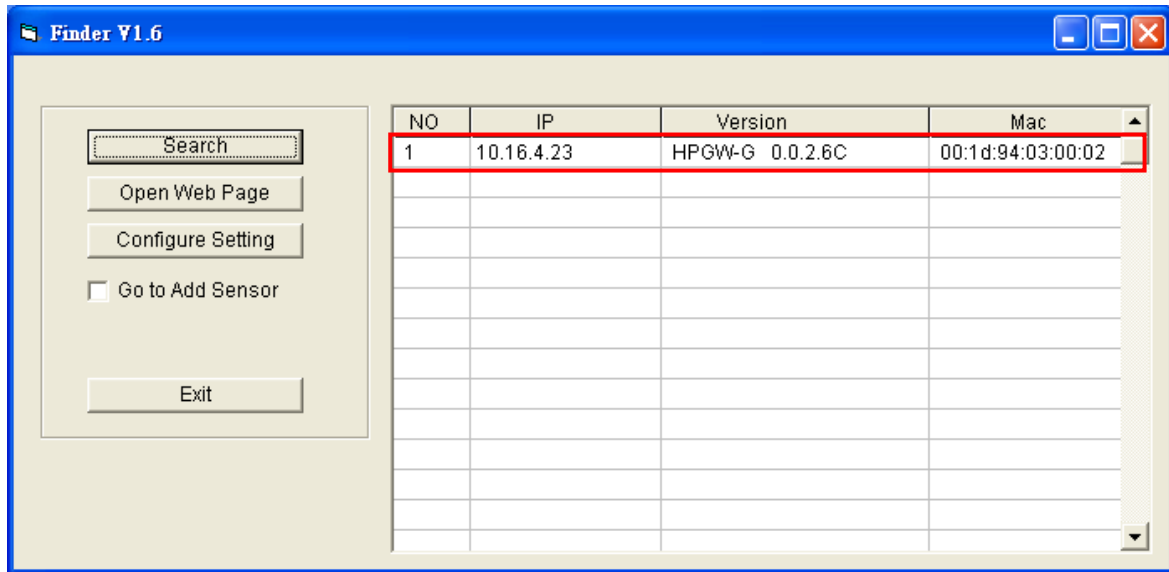 Finder V1.6
Search
Open Web Page
Configure Setting
Go to Add Sensor
Exit
NO IP Version Mac
1 10.16.4.23 HPGW-G 0.0.2.6C 00:1d:94:03:00:02